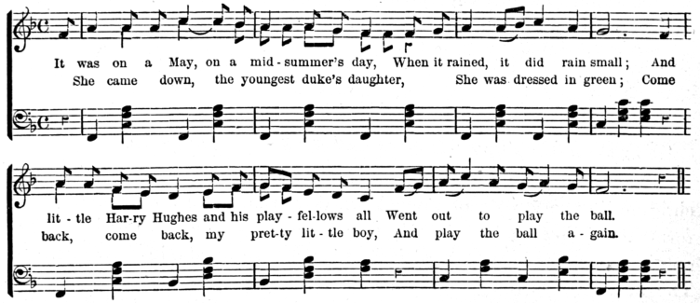 It was on a May, on a mid-summer's day, When it rained, it did rain small; And
She came down, the youngest duke's daughter, She was dressed in green; Come
lit-tle Har-ry Hughes and his play-fel-lows all Went out to play the ball.
back, come back, my pret-ty lit-tle boy, And play the ball a-gain.